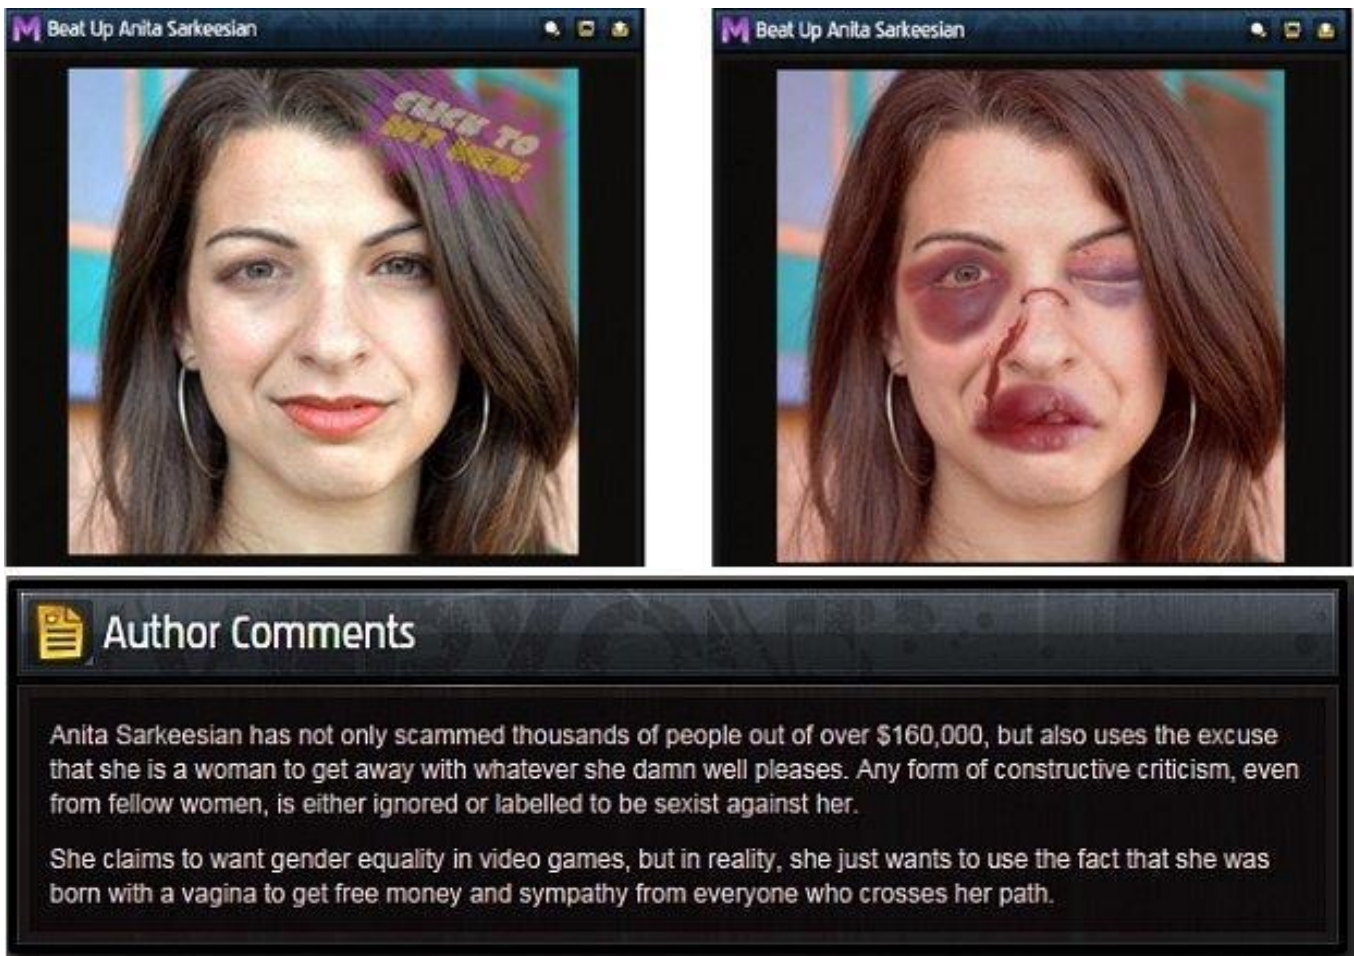 Beat Up Anita Sarkeesian
Beat Up Anita Sarkeesian
CLICK TO
HIT HER!
Author Comments
Anita Sarkeesian has not only scammed thousands of people out of over $160,000, but also uses the excuse
that she is a woman to get away with whatever she damn well pleases. Any form of constructive criticism, even
from fellow women, is either ignored or labelled to be sexist against her.
She claims to want gender equality in video games, but in reality, she just wants to use the fact that she was
born with a vagina to get free money and sympathy from everyone who crosses her path.